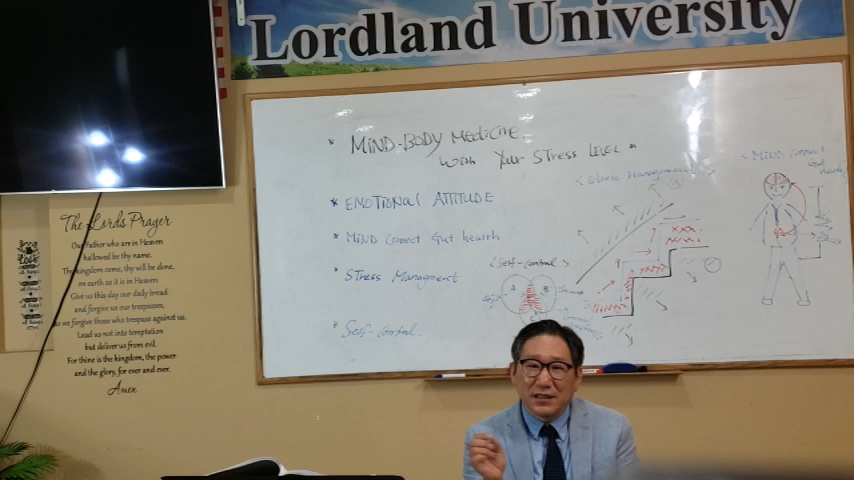 Lordland University
* MIND-BODY MEDICINE
with Your STress LEVEL *
* EMOTIONAL ATTITUDE
* MIND Connect Gut health
* STress Managment
* Self-Control.
< Stress Management >
< Self-Control >
A B
C
* MIND Connect
Gut
Health
The Lords Prayer
Our Father who are in Heaven
hallowed be thy name.
Thy kingdom come, thy will be done,
on earth as it is in Heaven
Give us this day our daily bread
and forgive us our trespasses,
as we forgive those who trespass against us.
Lead us not into temptation
but deliver us from evil.
For thine is the kingdom, the power
and the glory, for ever and ever
Amen
Love